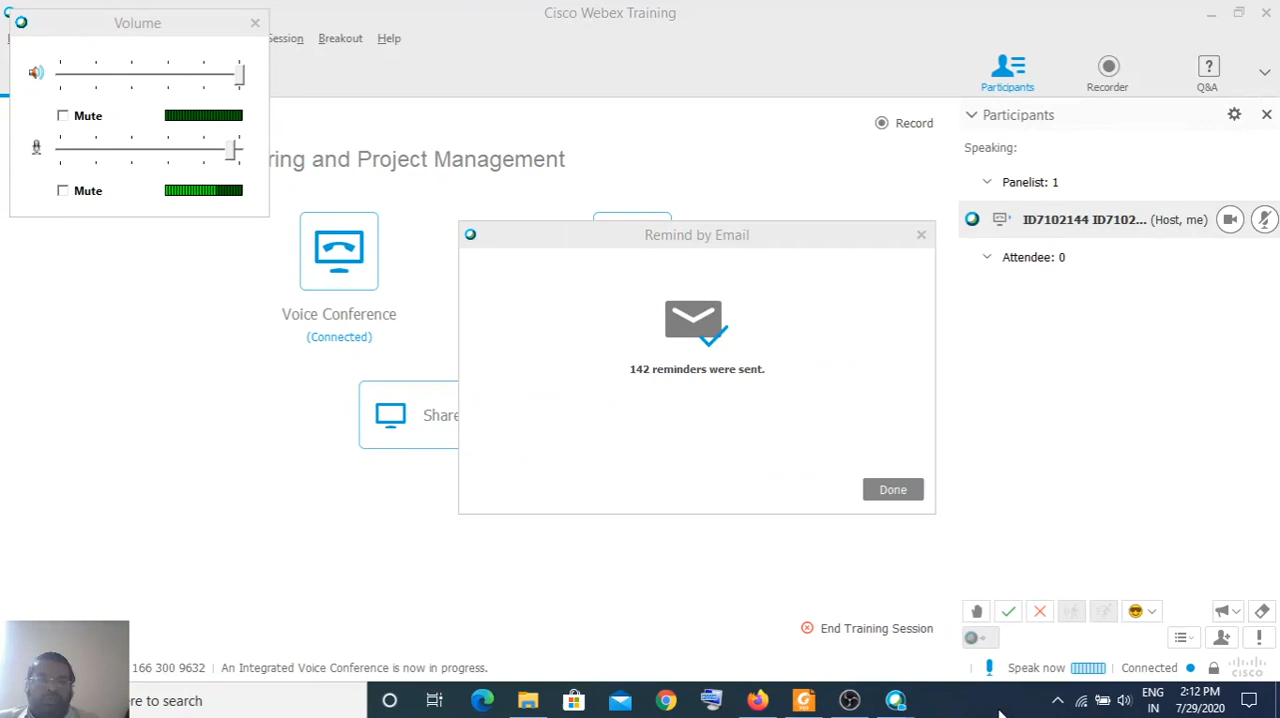 Volume
Cisco Webex Training
Session Breakout Help
Mute
Mute
Participants
Recorder
Q&A
ring and Project Management
Record
Participants
Speaking:
Panelist: 1
ID7102144 ID7102... (Host, me)
Attendee: 0
Voice Conference
(Connected)
Share
Remind by Email
142 reminders were sent.
Done
End Training Session
166 300 9632 | An Integrated Voice Conference is now in progress.
Speak now
Connected
cisco
ere to search
ENG
IN
2:12 PM
7/29/2020